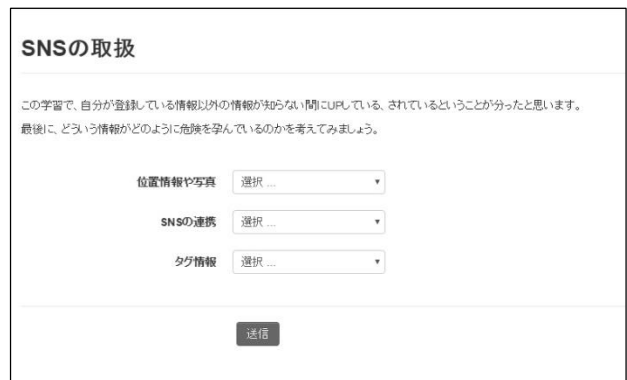 SNSの取扱
この学習で、自分が登録している情報以外の情報が知らない間にUPしている、されているということが分ったと思います。
最後に、どういう情報がどのように危険を孕んでいるのかを考えてみましょう。
位置情報や写真 選択 ...
SNSの連携 選択 ...
タグ情報 選択 ...
送信